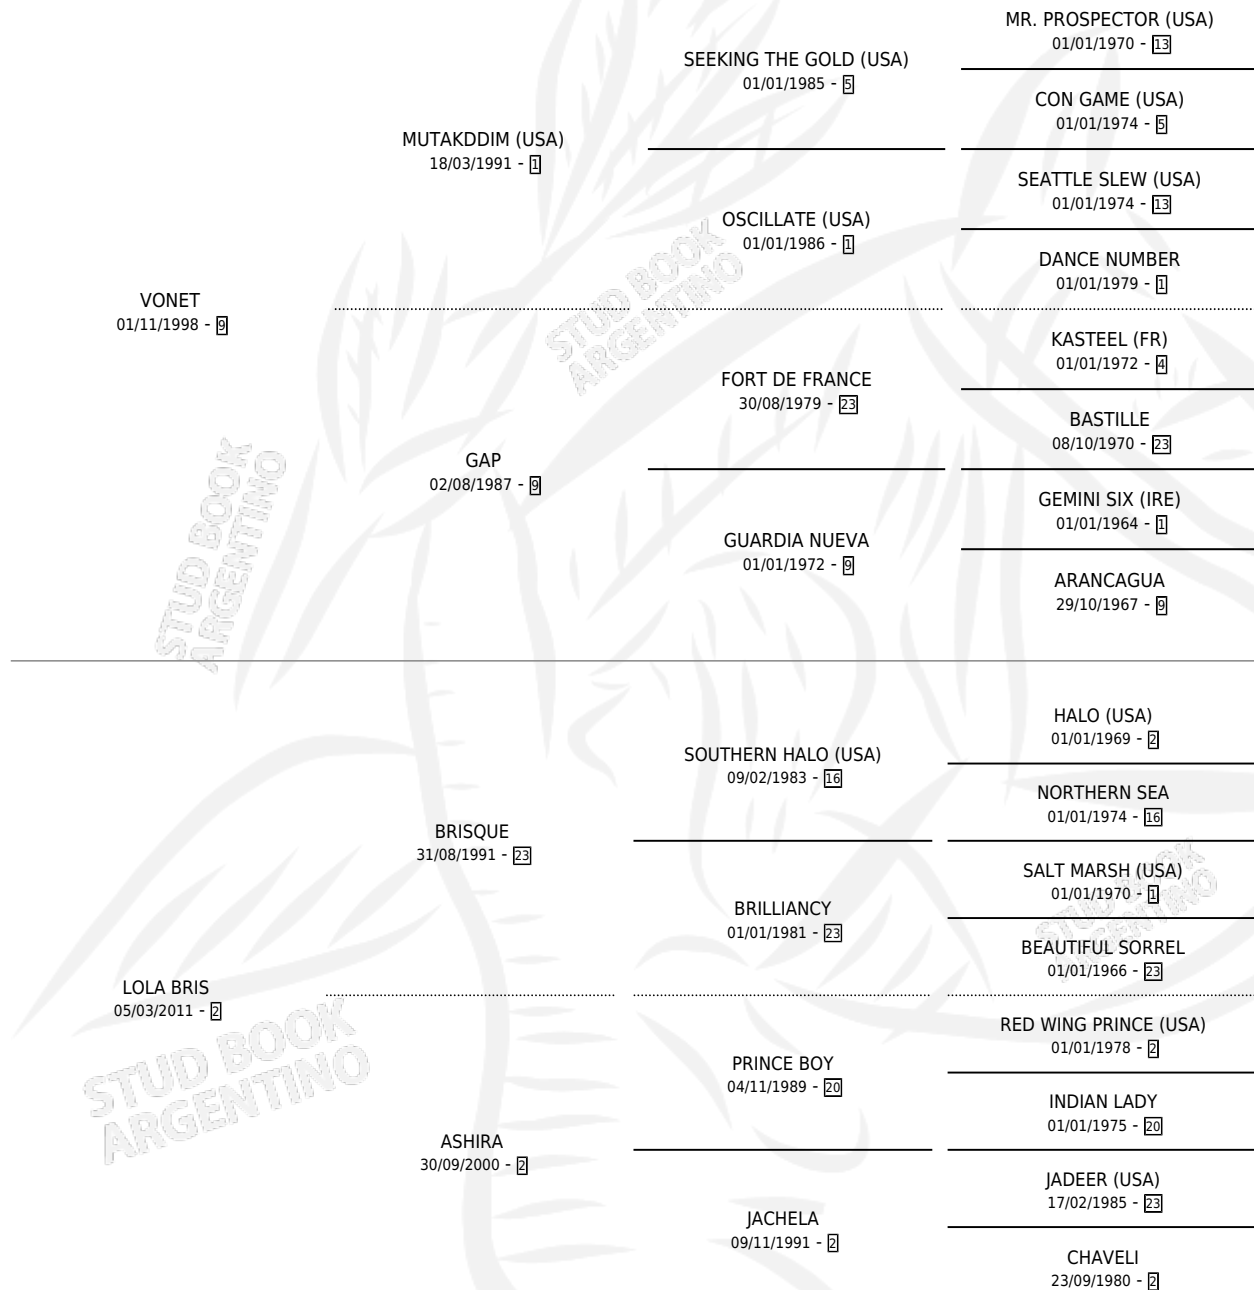 MR. PROSPECTOR (USA)
01/01/1970 - 13
SEEKING THE GOLD (USA)
01/01/1985 - 5
CON GAME (USA)
01/01/1974 - 5
MUTAKDDIM (USA)
18/03/1991 - 1
SEATTLE SLEW (USA)
01/01/1974 - 13
OSCILLATE (USA)
01/01/1986 - 1
DANCE NUMBER
01/01/1979 - 1
VONET
01/11/1998 - 9
KASTEEL (FR)
01/01/1972 - 4
FORT DE FRANCE
30/08/1979 - 23
BASTILLE
08/10/1970 - 23
GAP
02/08/1987 - 9
GEMINI SIX (IRE)
01/01/1964 - 1
GUARDIA NUEVA
01/01/1972 - 9
ARANCAGUA
29/10/1967 - 9
HALO (USA)
01/01/1969 - 2
SOUTHERN HALO (USA)
09/02/1983 - 16
NORTHERN SEA
01/01/1974 - 16
BRISQUE
31/08/1991 - 23
SALT MARSH (USA)
01/01/1970 - 1
BRILLIANCY
01/01/1981 - 23
BEAUTIFUL SORREL
01/01/1966 - 23
LOLA BRIS
05/03/2011 - 2
RED WING PRINCE (USA)
01/01/1978 - 2
PRINCE BOY
04/11/1989 - 20
INDIAN LADY
01/01/1975 - 20
ASHIRA
30/09/2000 - 2
JADEER (USA)
17/02/1985 - 23
JACHELA
09/11/1991 - 2
CHAVELI
23/09/1980 - 2
STUD BOOK
ARGENTINO
STUD BOOK
ARGENTINO
STUD BOOK
ARGENTINO
STUD BOOK
ARGENTINO